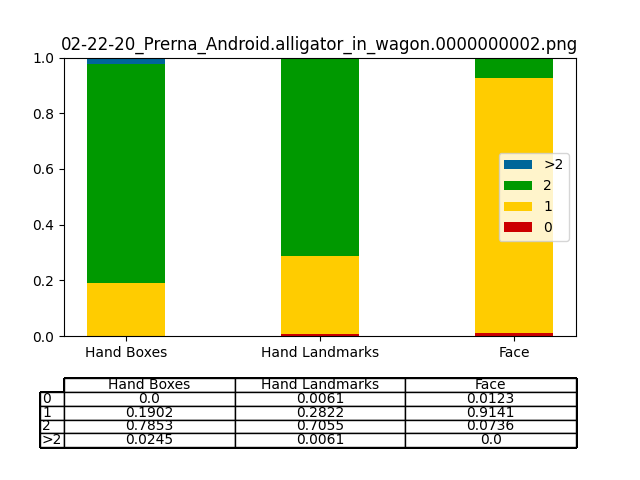 02-22-20_Prerna_Android.alligator_in_wagon.0000000002.png
1.0
0.8
0.6
0.4
0.2
0.0
>2
2
1
0
Hand Boxes Hand Landmarks Face
Hand Boxes Hand Landmarks Face
0 0.0 0.0061 0.0123
1 0.1902 0.2822 0.9141
2 0.7853 0.7055 0.0736
>2 0.0245 0.0061 0.0